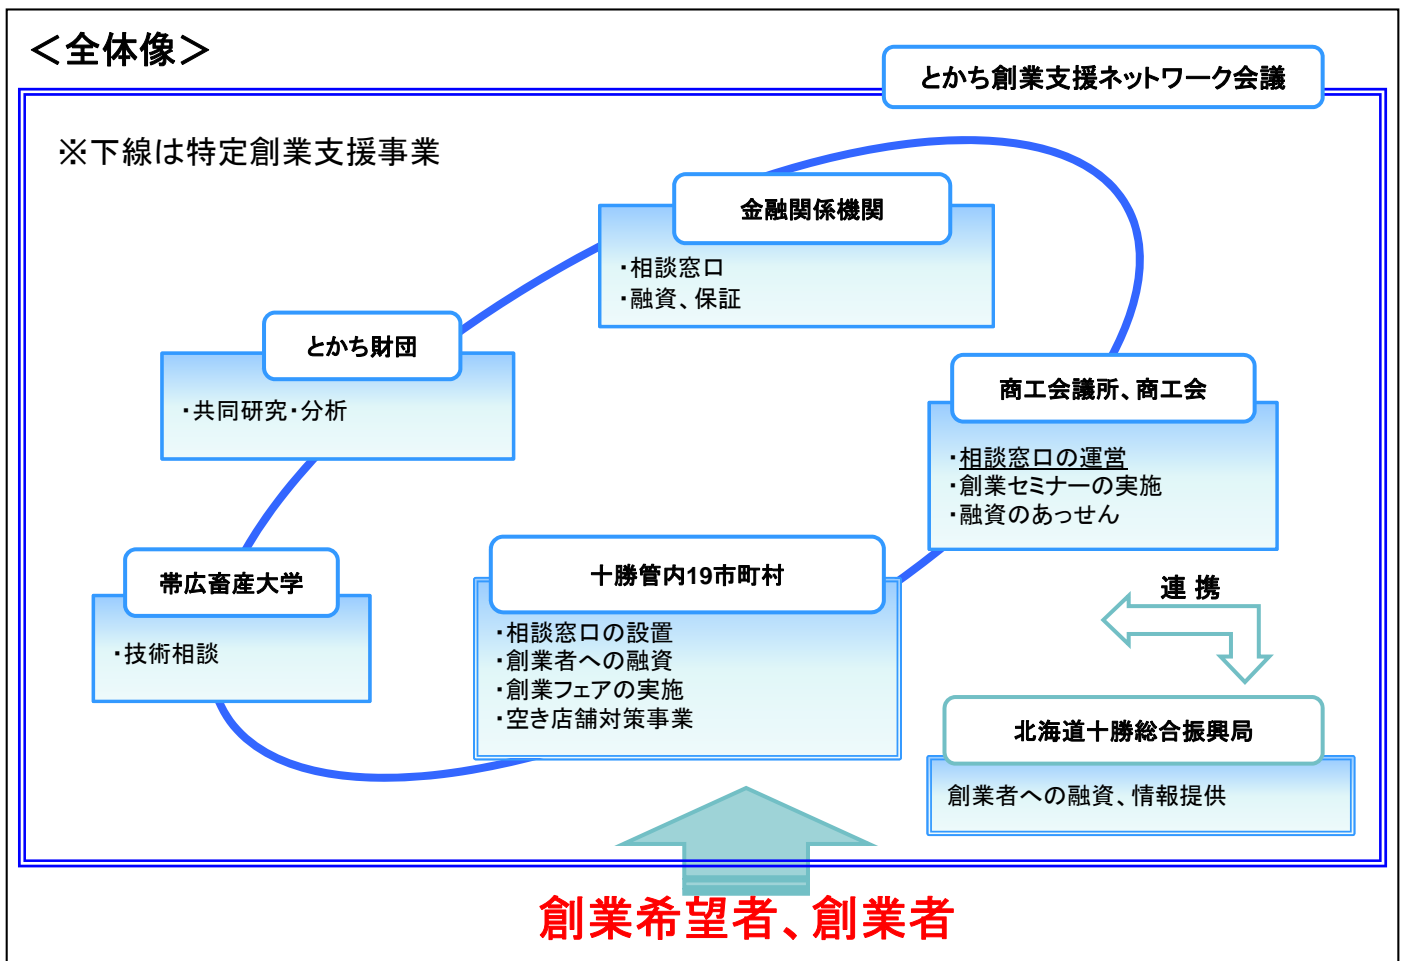 ＜全体像＞
とかち創業支援ネットワーク会議
※下線は特定創業支援事業
金融関係機関
・相談窓口
・融資、保証
とかち財団
・共同研究・分析
商工会議所、商工会
・相談窓口の運営
・創業セミナーの実施
・融資のあっせん
帯広畜産大学
・技術相談
十勝管内19市町村
・相談窓口の設置
・創業者への融資
・創業フェアの実施
・空き店舗対策事業
連 携
北海道十勝総合振興局
創業者への融資、情報提供
創業希望者、創業者